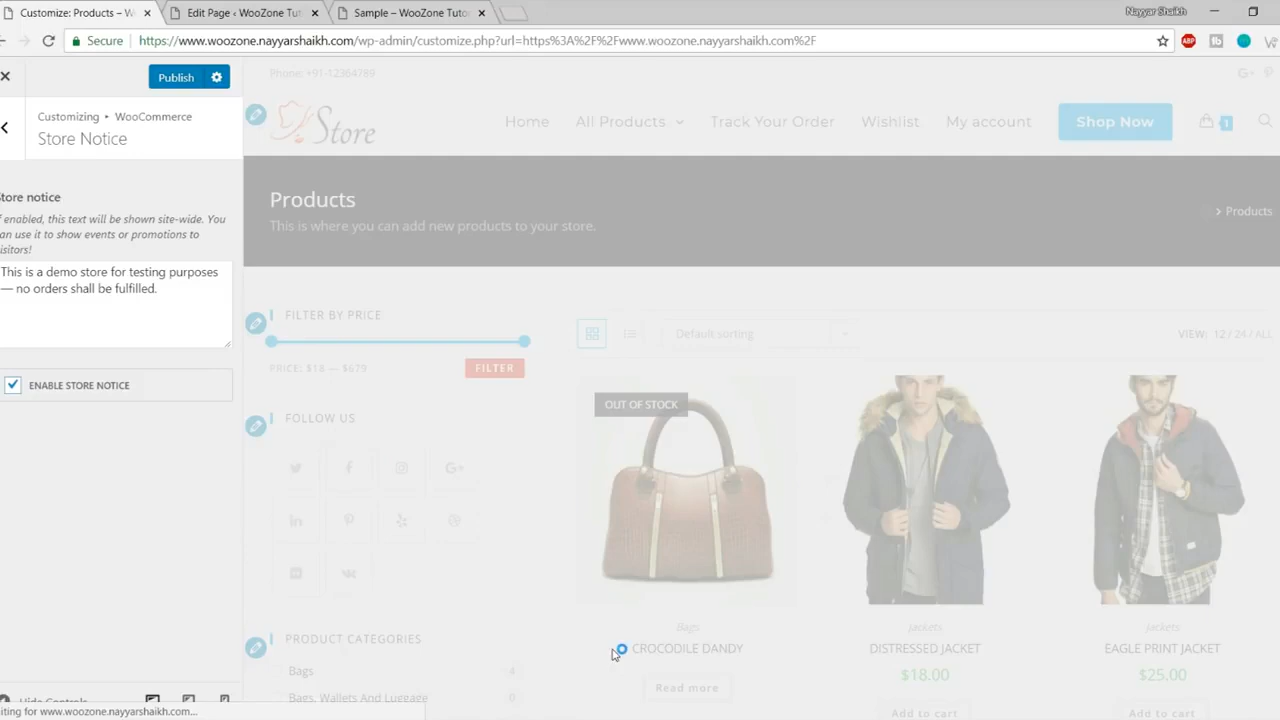 Customize: Products – W
Edit Page ‹ WooZone Tut
Sample – WooZone Tutor
Nayyar Shaikh
Secure
https://www.woozone.nayyarshaikh.com/wp-admin/customize.php?url=https%3A%2F%2Fwww.woozone.nayyarshaikh.com%2F
ABP
Publish
Customizing • WooCommerce
Store Notice
Store notice
f enabled, this text will be shown site-wide. You
an use it to show events or promotions to
isitors!
This is a demo store for testing purposes
— no orders shall be fulfilled.
ENABLE STORE NOTICE
Hide Controls
iting for www.woozone.nayyarshaikh.com...
Phone: +91-12364789
G+
Store
Home
All Products
Track Your Order
Wishlist
My account
Shop Now
1
Products
This is where you can add new products to your store.
Products
FILTER BY PRICE
PRICE: $18 — $679
FILTER
FOLLOW US
G+
PRODUCT CATEGORIES
Bags
4
Bags, Wallets And Luggage
0
Default sorting
VIEW: 12 / 24 / ALL
OUT OF STOCK
Bags
CROCODILE DANDY
Read more
Jackets
DISTRESSED JACKET
$18.00
Add to cart
Jackets
EAGLE PRINT JACKET
$25.00
Add to cart